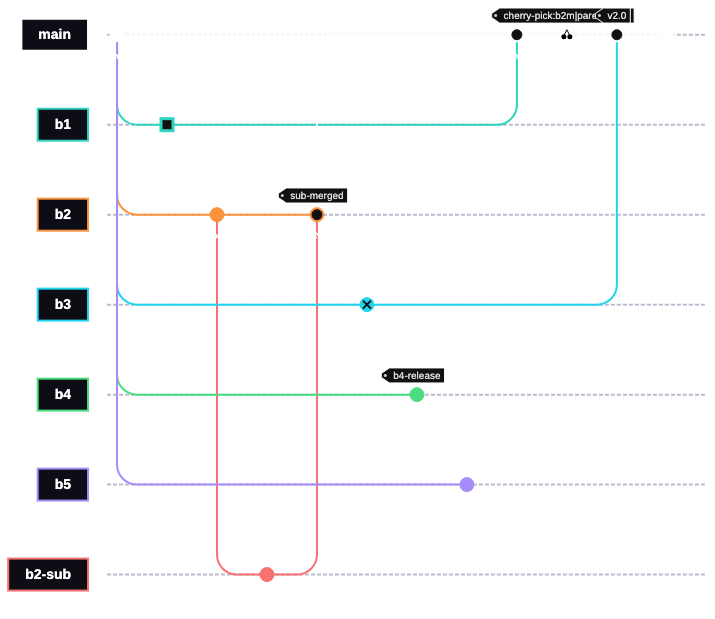 cherry-pick:b2m|pare
v2.0
main
b1
sub-merged
b2
b3
b4-release
b4
b5
b2-sub